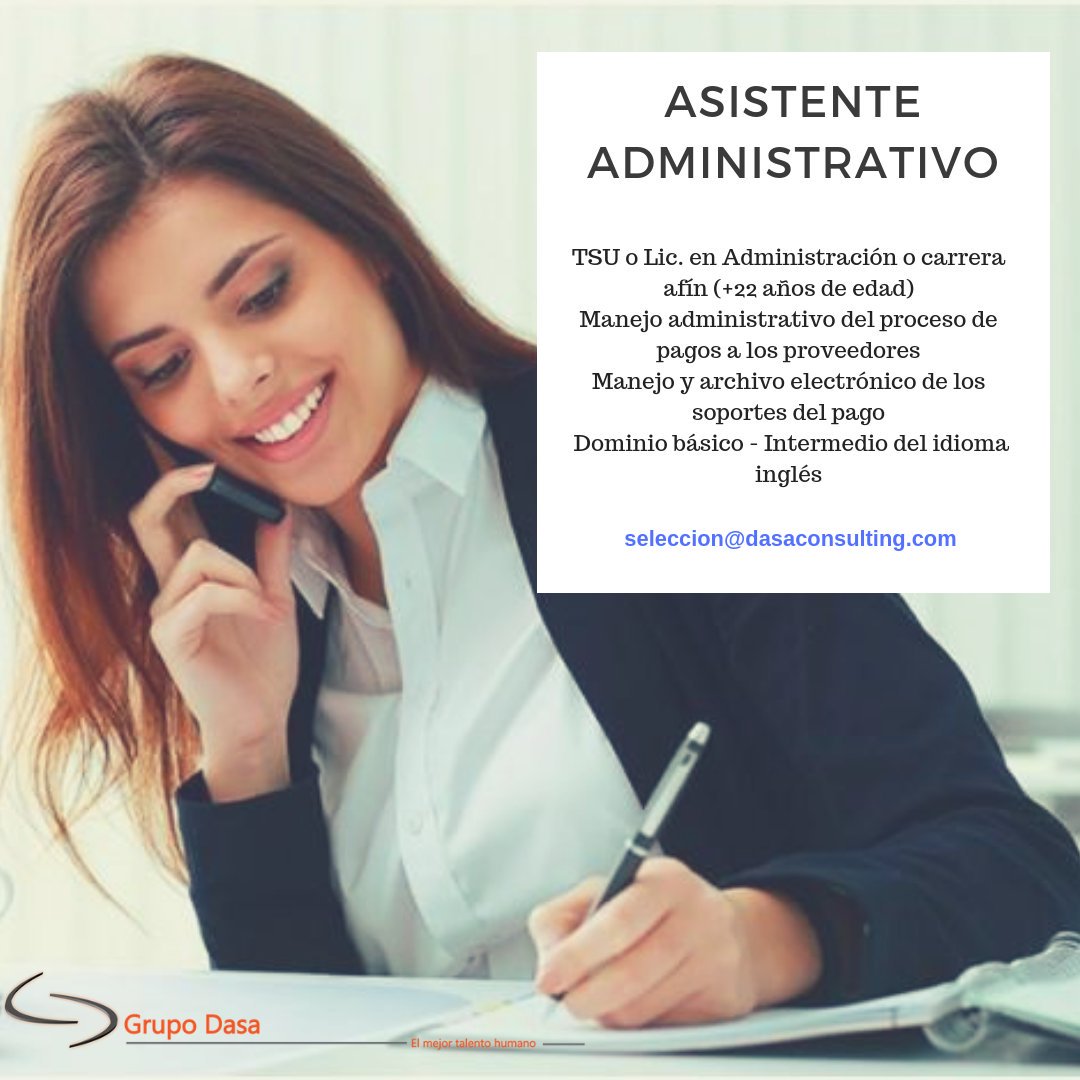 ASISTENTE
ADMINISTRATIVO
TSU o Lic. en Administración o carrera
afín (+22 años de edad)
Manejo administrativo del proceso de
pagos a los proveedores
Manejo y archivo electrónico de los
soportes del pago
Dominio básico - Intermedio del idioma
inglés
seleccion@dasaconsulting.com
Grupo Dasa
El mejor talento humano